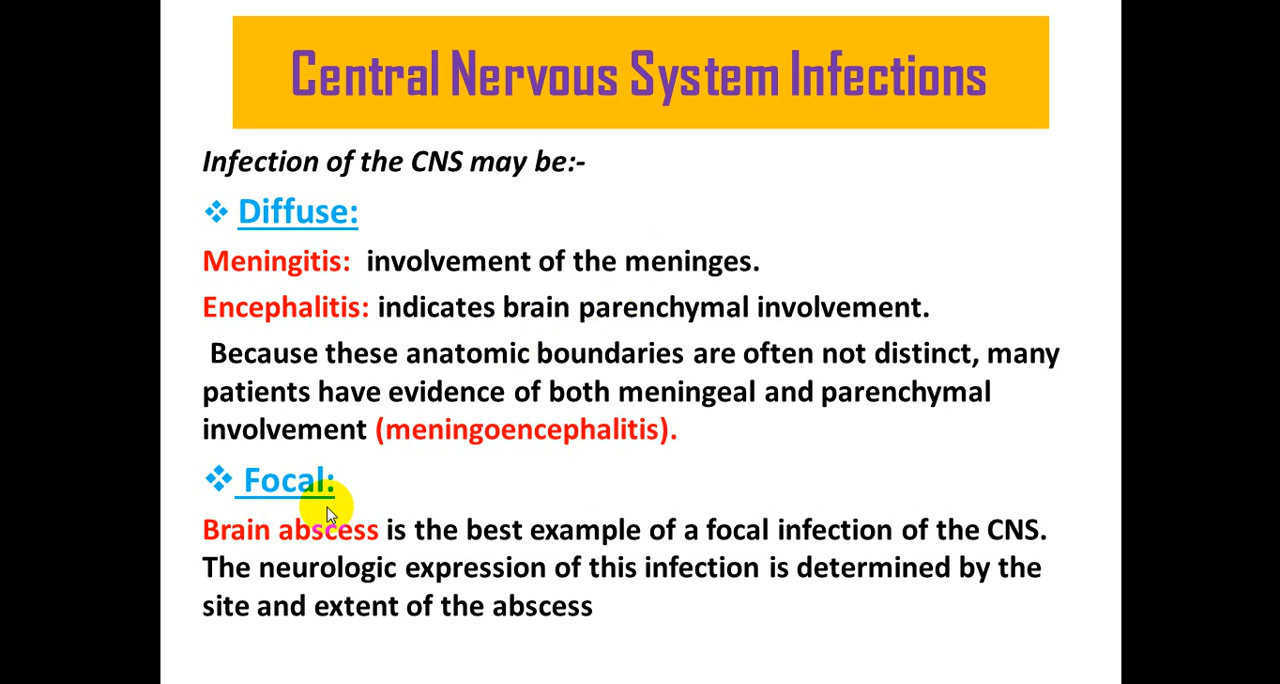 Central Nervous System Infections
Infection of the CNS may be:-
❖ Diffuse:
Meningitis: involvement of the meninges.
Encephalitis: indicates brain parenchymal involvement.
Because these anatomic boundaries are often not distinct, many
patients have evidence of both meningeal and parenchymal
involvement (meningoencephalitis).
❖ Focal:
Brain abscess is the best example of a focal infection of the CNS.
The neurologic expression of this infection is determined by the
site and extent of the abscess